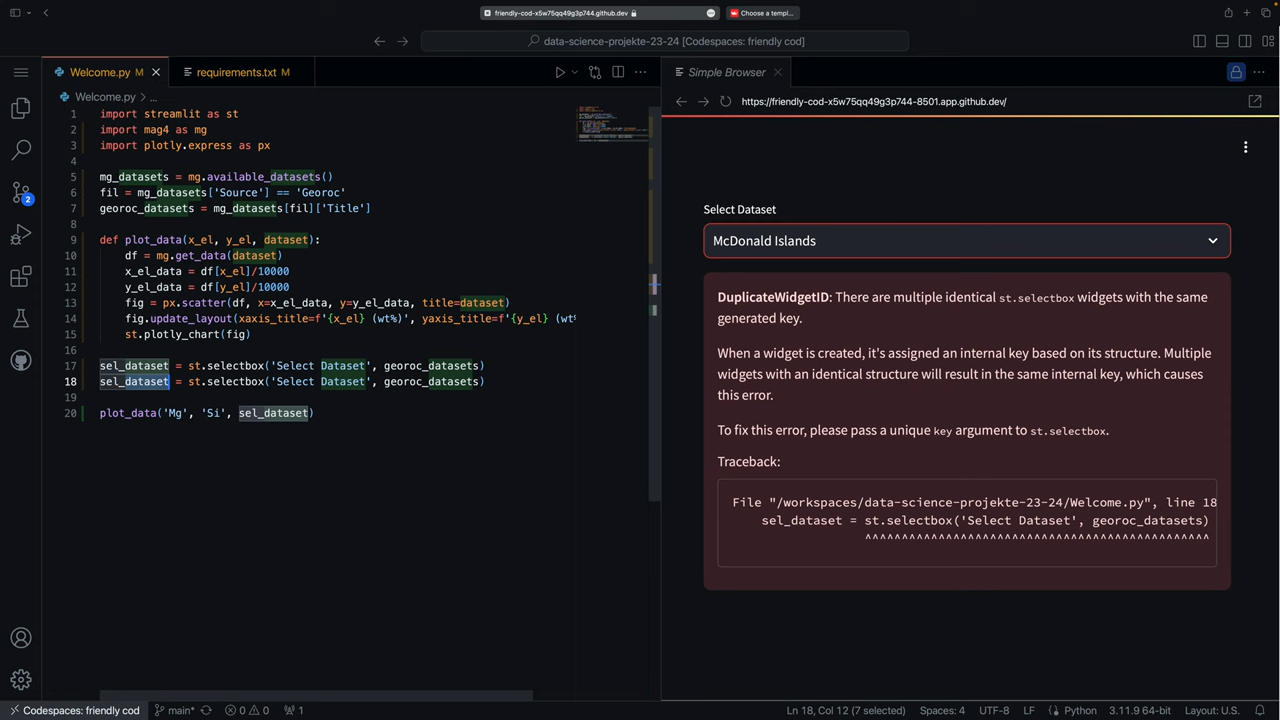 friendly-cod-x5w75qq49g3p744.github.dev
Choose a templ...
data-science-projekte-23-24 [Codespaces: friendly cod]
Welcome.py M
requirements.txt M
Simple Browser
Welcome.py > ...
https://friendly-cod-x5w75qq49g3p744-8501.app.github.dev/
1 import streamlit as st
2 import mag4 as mg
3 import plotly.express as px
4
5 mg_datasets = mg.available_datasets()
6 fil = mg_datasets['Source'] == 'Georoc'
7 georoc_datasets = mg_datasets[fil]['Title']
8
9 def plot_data(x_el, y_el, dataset):
10 df = mg.get_data(dataset)
11 x_el_data = df[x_el]/10000
12 y_el_data = df[y_el]/10000
13 fig = px.scatter(df, x=x_el_data, y=y_el_data, title=dataset)
14 fig.update_layout(xaxis_title=f'{x_el} (wt%)', yaxis_title=f'{y_el} (wt%
15 st.plotly_chart(fig)
16
17 sel_dataset = st.selectbox('Select Dataset', georoc_datasets)
18 sel_dataset = st.selectbox('Select Dataset', georoc_datasets)
19
20 plot_data('Mg', 'Si', sel_dataset)
2
Select Dataset
McDonald Islands
DuplicateWidgetID: There are multiple identical st.selectbox widgets with the same
generated key.
When a widget is created, it's assigned an internal key based on its structure. Multiple
widgets with an identical structure will result in the same internal key, which causes
this error.
To fix this error, please pass a unique key argument to st.selectbox.
Traceback:
File "/workspaces/data-science-projekte-23-24/Welcome.py", line 18
sel_dataset = st.selectbox('Select Dataset', georoc_datasets)
^^^^^^^^^^^^^^^^^^^^^^^^^^^^^^^^^^^^^^^^^^^^^^^
Codespaces: friendly cod
main*
0 0
1
Ln 18, Col 12 (7 selected)
Spaces: 4
UTF-8
LF
Python
3.11.9 64-bit
Layout: U.S.